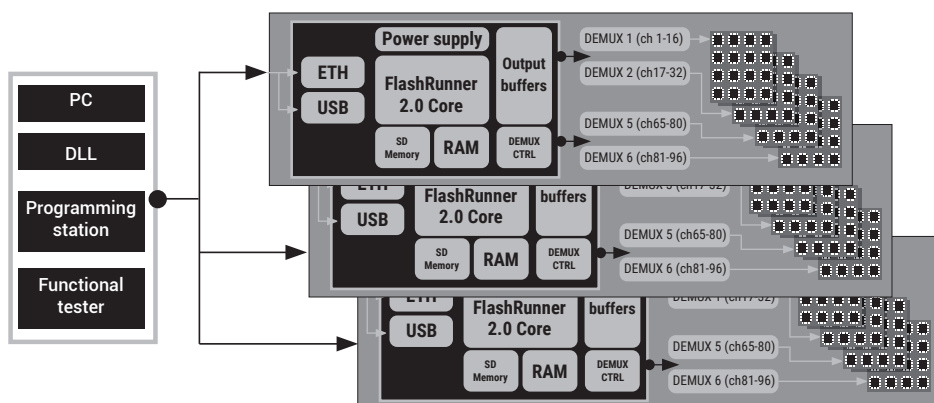 PC
DLL
Programming
station
Functional
tester
Power supply
ETH
USB
FlashRunner
2.0 Core
Output
buffers
SD
Memory
RAM
DEMUX
CTRL
DEMUX 1 (ch 1-16)
DEMUX 2 (ch17-32)
DEMUX 5 (ch65-80)
DEMUX 6 (ch81-96)
ETH
USB
FlashRunner
2.0 Core
buffers
SD
Memory
RAM
DEMUX
CTRL
DEMUX 5 (ch65-80)
DEMUX 6 (ch81-96)
ETH
USB
FlashRunner
2.0 Core
buffers
SD
Memory
RAM
DEMUX
CTRL
DEMUX 5 (ch65-80)
DEMUX 6 (ch81-96)